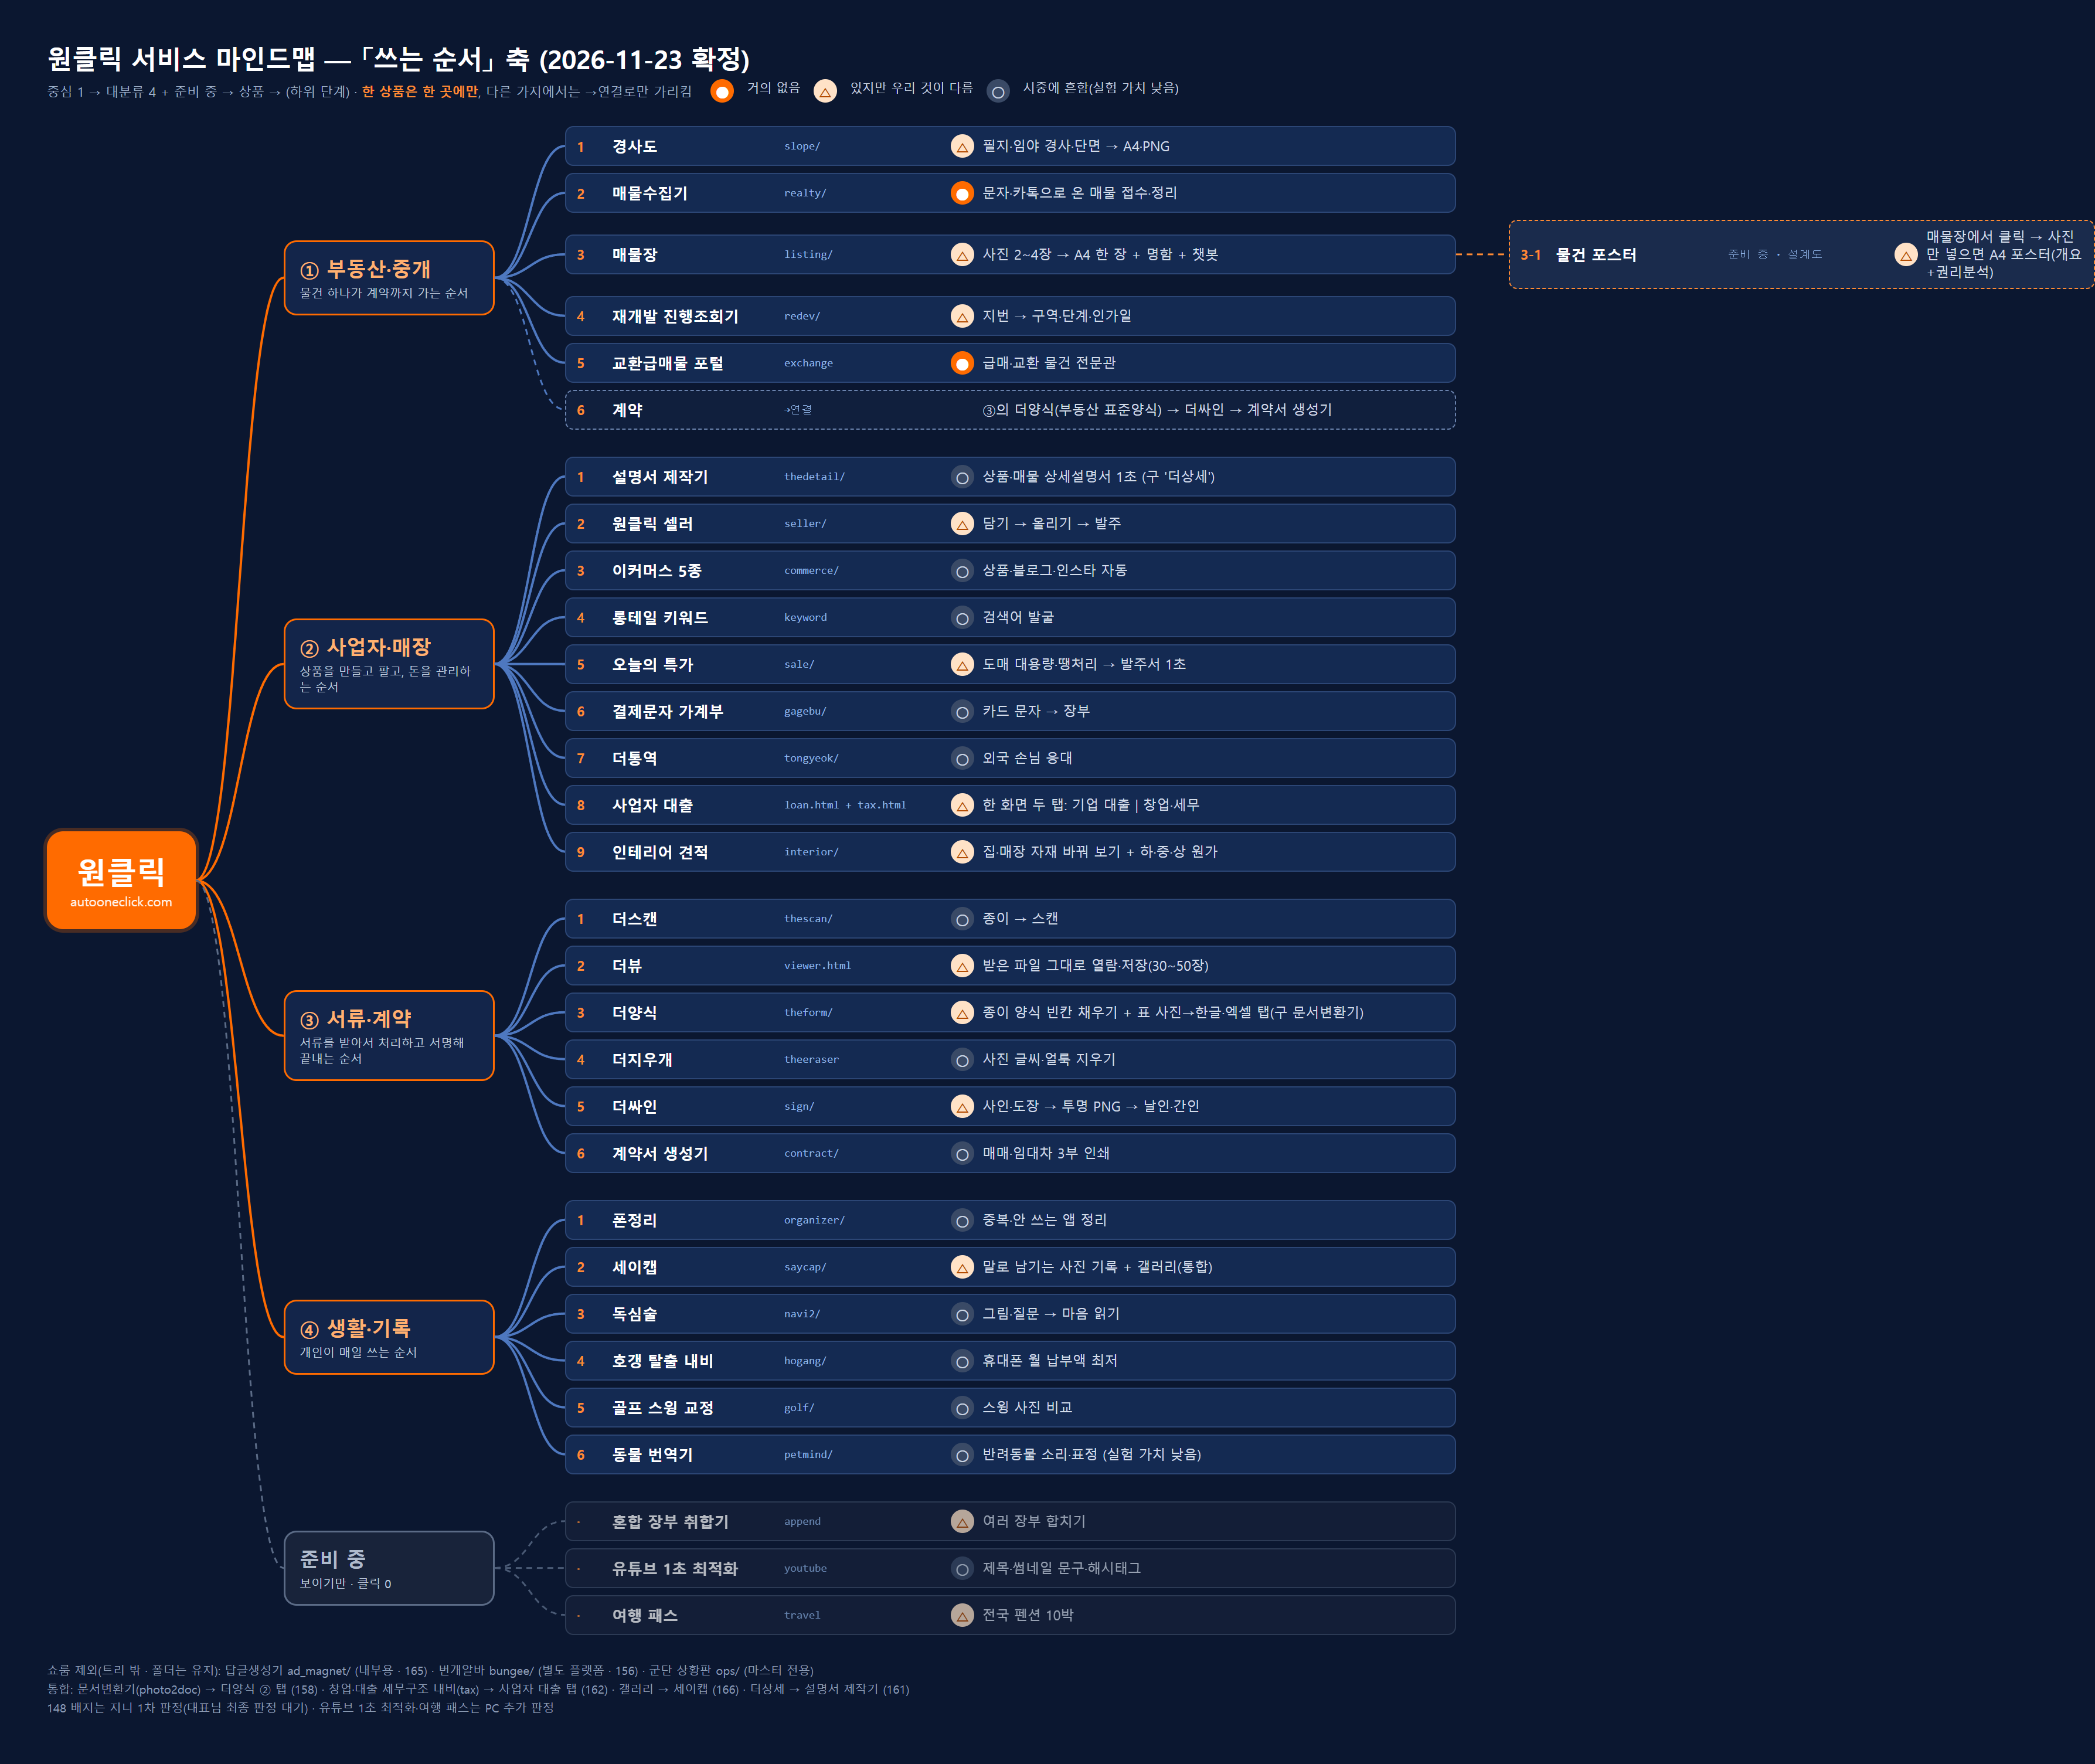 원클릭 서비스 마인드맵 — 「쓰는 순서」 축 (2026-11-23 확정)
중심 1 → 대분류 4 + 준비 중 → 상품 → (하위 단계) · 한 상품은 한 곳에만, 다른 가지에서는 →연결로만 가리킴 거의 없음 △ 있지만 우리 것이 다름 ○ 시중에 흔함(실험 가치 낮음)
원클릭
autooneclick.com
① 부동산·중개
물건 하나가 계약까지 가는 순서
1 경사도 slope/ △ 필지·임야 경사·단면 → A4·PNG
2 매물수집기 realty/ ● 문자·카톡으로 온 매물 접수·정리
3 매물장 listing/ △ 사진 2~4장 → A4 한 장 + 명함 + 챗봇
3-1 물건 포스터 준비 중 · 설계도 △ 매물장에서 클릭 → 사진
만 넣으면 A4 포스터(개요
+권리분석)
4 재개발 진행조회기 redev/ △ 지번 → 구역·단계·인가일
5 교환급매물 포털 exchange ● 급매·교환 물건 전문관
6 계약 →연결 ③의 더양식(부동산 표준양식) → 더싸인 → 계약서 생성기
② 사업자·매장
상품을 만들고 팔고, 돈을 관리하
는 순서
1 설명서 제작기 thedetail/ ○ 상품·매물 상세설명서 1초 (구 '더상세')
2 원클릭 셀러 seller/ △ 담기 → 올리기 → 발주
3 이커머스 5종 commerce/ ○ 상품·블로그·인스타 자동
4 롱테일 키워드 keyword ○ 검색어 발굴
5 오늘의 특가 sale/ △ 도매 대용량·땡처리 → 발주서 1초
6 결제문자 가계부 gagebu/ ○ 카드 문자 → 장부
7 더통역 tongyeok/ ○ 외국 손님 응대
8 사업자 대출 loan.html + tax.html △ 한 화면 두 탭: 기업 대출 | 창업·세무
9 인테리어 견적 interior/ △ 집·매장 자재 바꿔 보기 + 하·중·상 원가
③ 서류·계약
서류를 받아서 처리하고 서명해
끝내는 순서
1 더스캔 thescan/ ○ 종이 → 스캔
2 더뷰 viewer.html △ 받은 파일 그대로 열람·저장(30~50장)
3 더양식 theform/ △ 종이 양식 빈칸 채우기 + 표 사진→한글·엑셀 탭(구 문서변환기)
4 더지우개 theeraser ○ 사진 글씨·얼룩 지우기
5 더싸인 sign/ △ 사인·도장 → 투명 PNG → 날인·간인
6 계약서 생성기 contract/ ○ 매매·임대차 3부 인쇄
④ 생활·기록
개인이 매일 쓰는 순서
1 폰정리 organizer/ ○ 중복·안 쓰는 앱 정리
2 세이캡 saycap/ △ 말로 남기는 사진 기록 + 갤러리(통합)
3 독심술 navi2/ ○ 그림·질문 → 마음 읽기
4 호갱 탈출 내비 hogang/ ○ 휴대폰 월 납부액 최저
5 골프 스윙 교정 golf/ ○ 스윙 사진 비교
6 동물 번역기 petmind/ ○ 반려동물 소리·표정 (실험 가치 낮음)
준비 중
보이기만 · 클릭 0
· 혼합 장부 취합기 append △ 여러 장부 합치기
· 유튜브 1초 최적화 youtube ○ 제목·썸네일 문구·해시태그
· 여행 패스 travel △ 전국 펜션 10박
쇼룸 제외(트리 밖 · 폴더는 유지): 답글생성기 ad_magnet/ (내부용 · 165) · 번개알바 bungee/ (별도 플랫폼 · 156) · 군단 상황판 ops/ (마스터 전용)
통합: 문서변환기(photo2doc) → 더양식 ② 탭 (158) · 창업·대출 세무구조 내비(tax) → 사업자 대출 탭 (162) · 갤러리 → 세이캡 (166) · 더상세 → 설명서 제작기 (161)
148 배지는 지니 1차 판정(대표님 최종 판정 대기) · 유튜브 1초 최적화·여행 패스는 PC 추가 판정